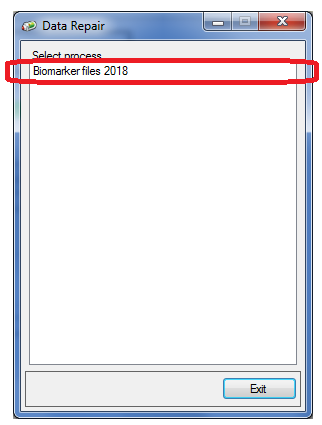 Data Repair
Select process
Biomarker files 2018
Exit